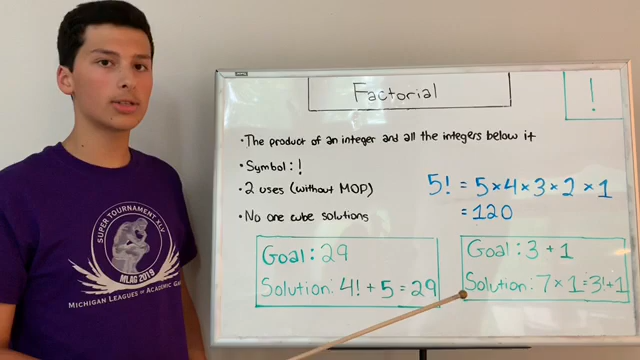 Factorial
!
• The product of an integer and all the integers below it
• Symbol: !
• 2 uses (without MOP)
• No one cube solutions
5! = 5 × 4 × 3 × 2 × 1
= 120
Goal: 29
Solution: 4! + 5 = 29
Goal: 3 + 1
Solution: 7 × 1 = 3! + 1
SUPER TOURNAMENT XLV
MLAG 2019
MICHIGAN LEAGUES OF ACADEMIC